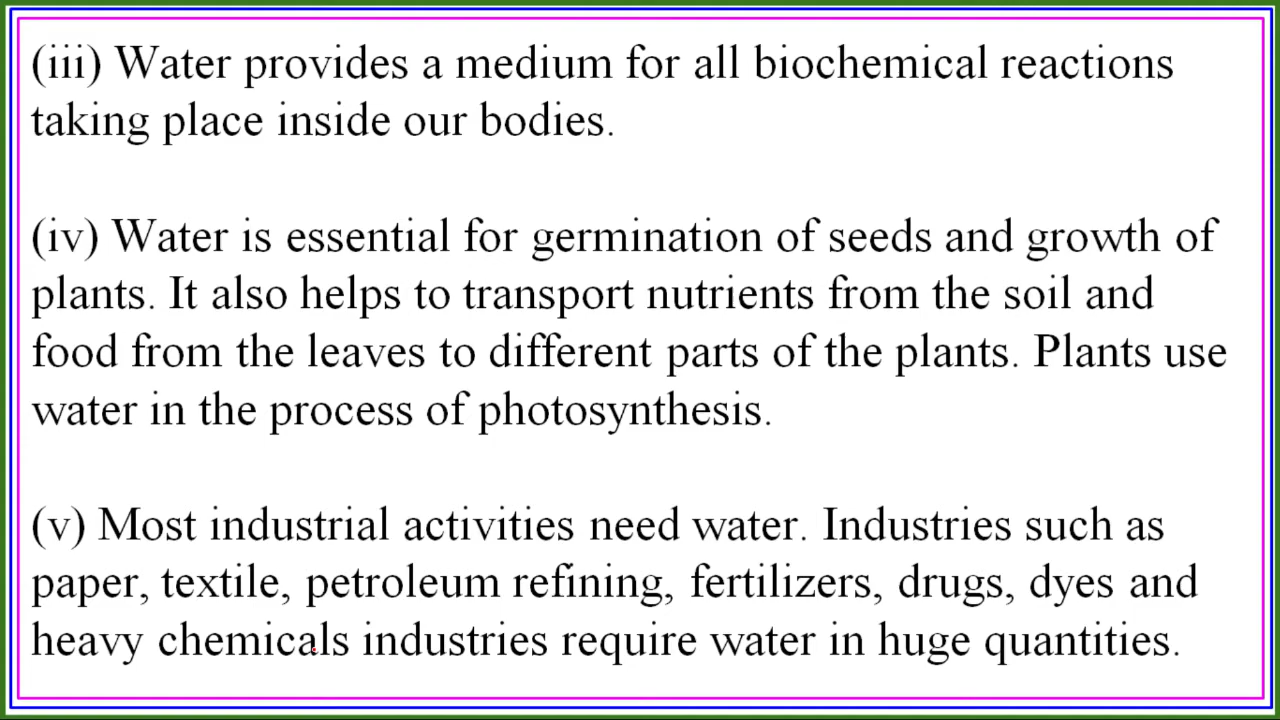 (iii) Water provides a medium for all biochemical reactions
taking place inside our bodies.
(iv) Water is essential for germination of seeds and growth of
plants. It also helps to transport nutrients from the soil and
food from the leaves to different parts of the plants. Plants use
water in the process of photosynthesis.
(v) Most industrial activities need water. Industries such as
paper, textile, petroleum refining, fertilizers, drugs, dyes and
heavy chemicals industries require water in huge quantities.